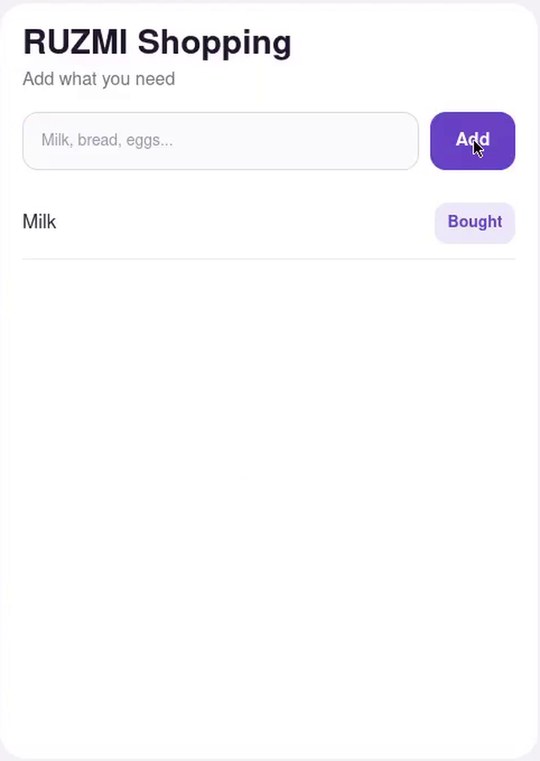 RUZMI Shopping
Add what you need
Milk, bread, eggs...
Add
Milk
Bought